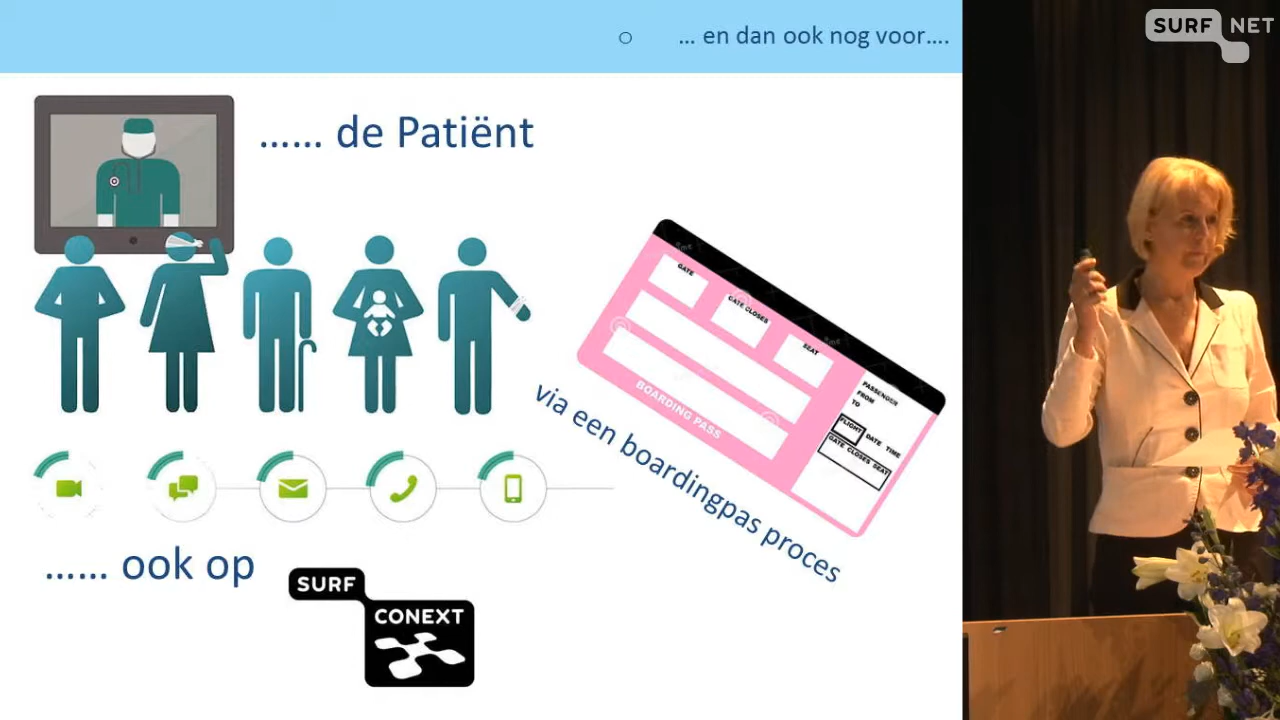 ... en dan ook nog voor....
SURF NET
...... de Patiënt
GATE
GATE CLOSES
SEAT
BOARDING PASS
PASSENGER
FROM
TO
FLIGHT DATE TIME
GATE CLOSES SEAT
via een boardingpas proces
...... ook op
SURF
CONEXT